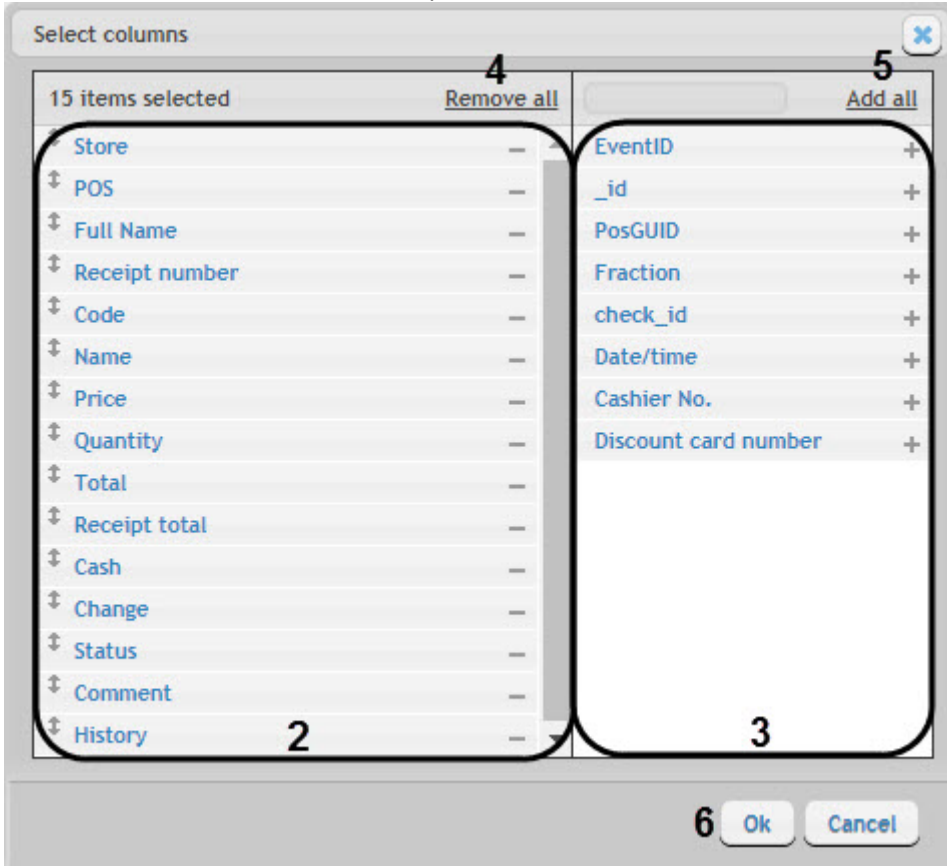 Select columns
4 5
15 items selected Remove all Add all
Store EventID
POS _id
Full Name PosGUID
Receipt number Fraction
Code check_id
Name Date/time
Price Cashier No.
Quantity Discount card number
Total
Receipt total
Cash
Change
Status
Comment
History 2 3
6 Ok Cancel